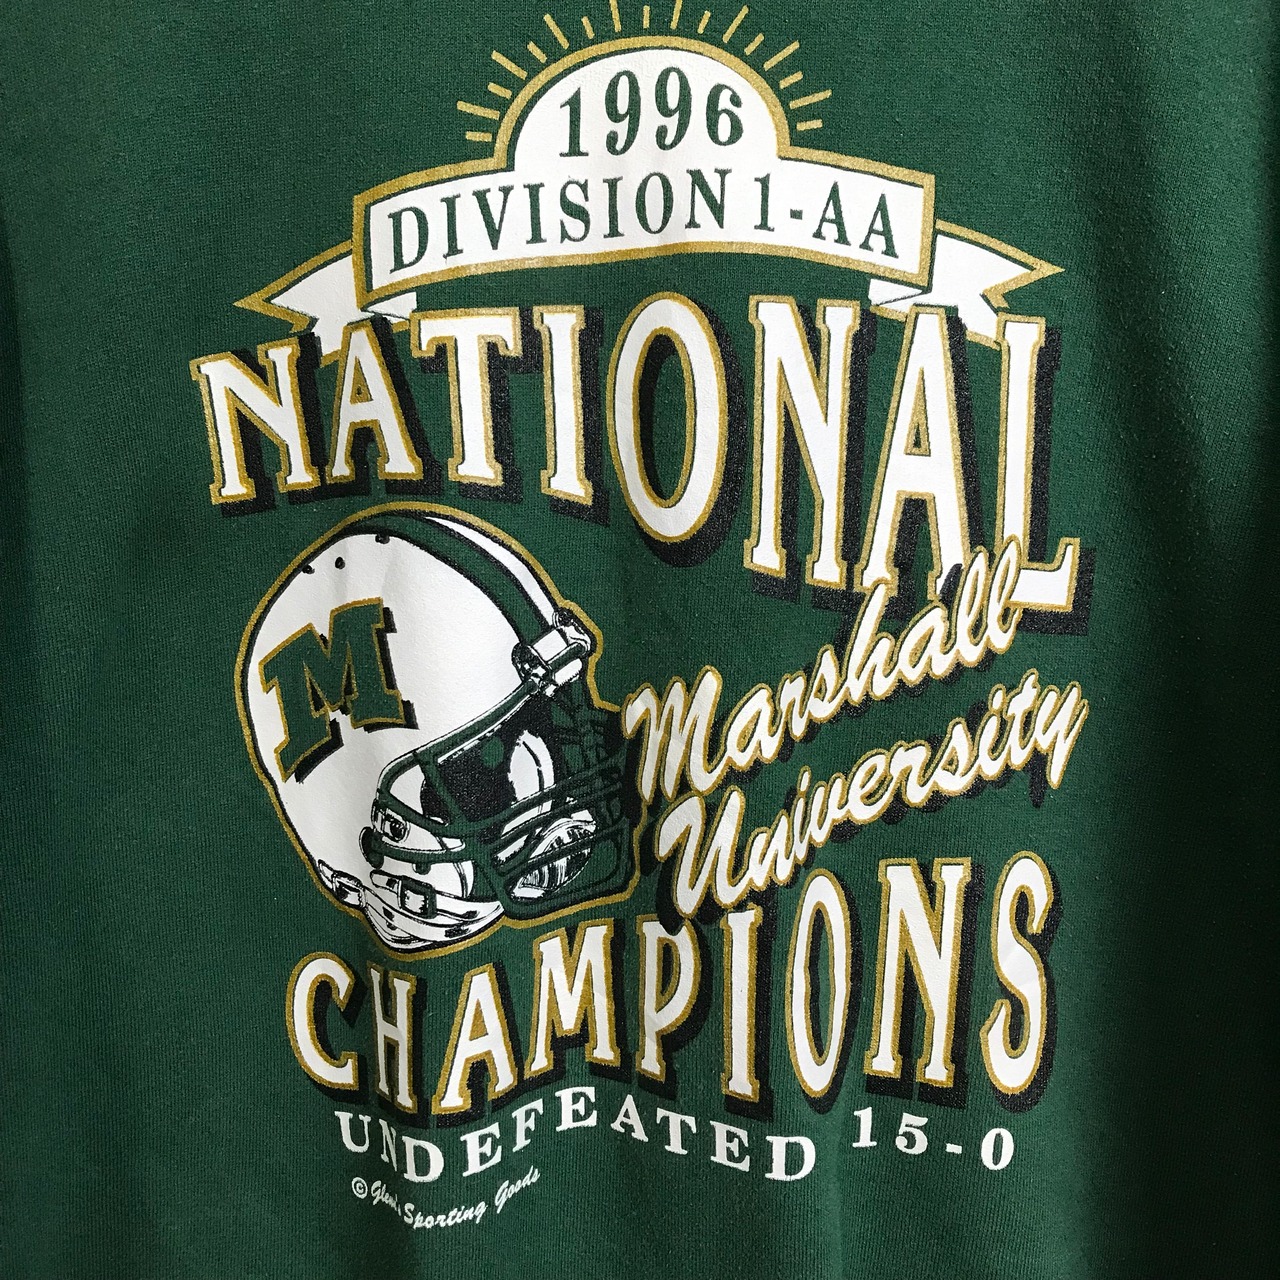 1996
DIVISION 1-AA
NATIONAL
M
Marshall
University
CHAMPIONS
UNDEFEATED 15-0
© Glenn's Sporting Goods